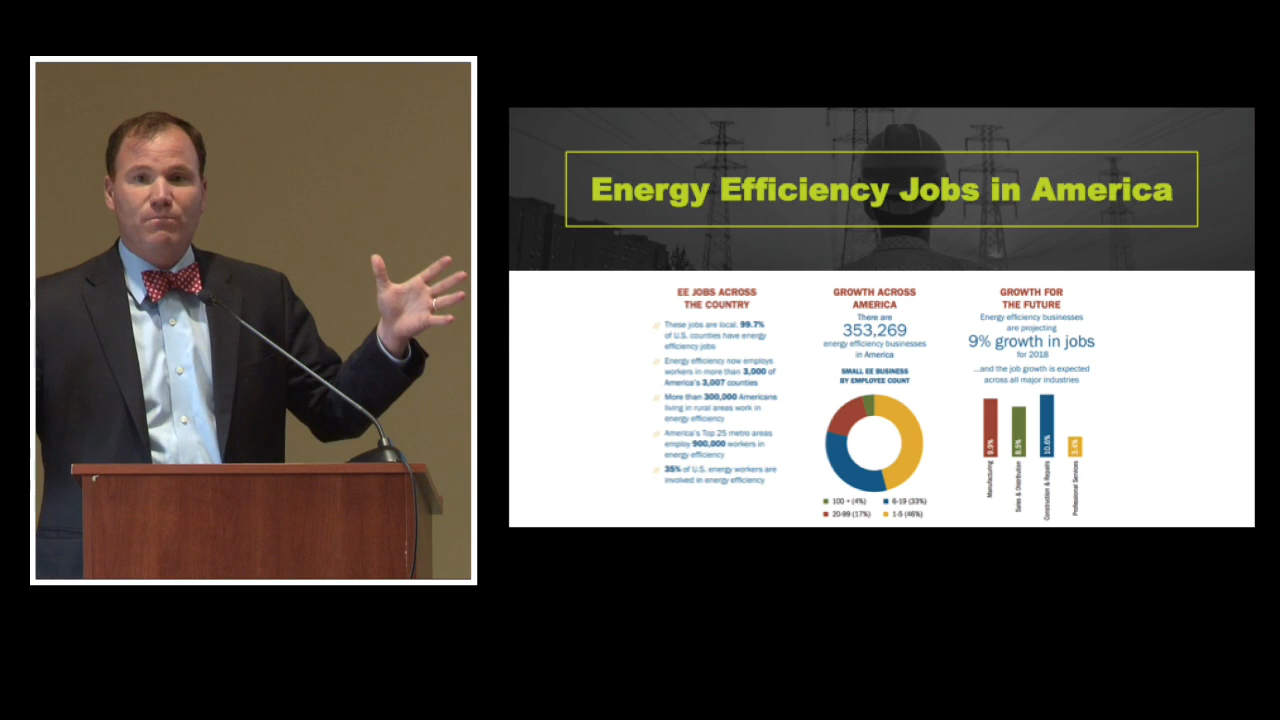 Energy Efficiency Jobs in America
EE JOBS ACROSS
THE COUNTRY
These jobs are local. 99.7%
of U.S. counties have energy
efficiency jobs
Energy efficiency now employs
workers in more than 3,000 of
America's 3,007 counties
More than 300,000 Americans
living in rural areas work in
energy efficiency
America's Top 25 metro areas
employ 900,000 workers in
energy efficiency
35% of U.S. energy workers are
involved in energy efficiency
GROWTH ACROSS
AMERICA
There are
353,269
energy efficiency businesses
in America
SMALL EE BUSINESS
BY EMPLOYEE COUNT
100 + (4%)
6-19 (33%)
20-99 (17%)
1-5 (46%)
GROWTH FOR
THE FUTURE
Energy efficiency businesses
are projecting
9% growth in jobs
for 2018
...and the job growth is expected
across all major industries
9.9%
8.5%
10.6%
3.4%
Manufacturing
Sales & Distribution
Construction & Repairs
Professional Services